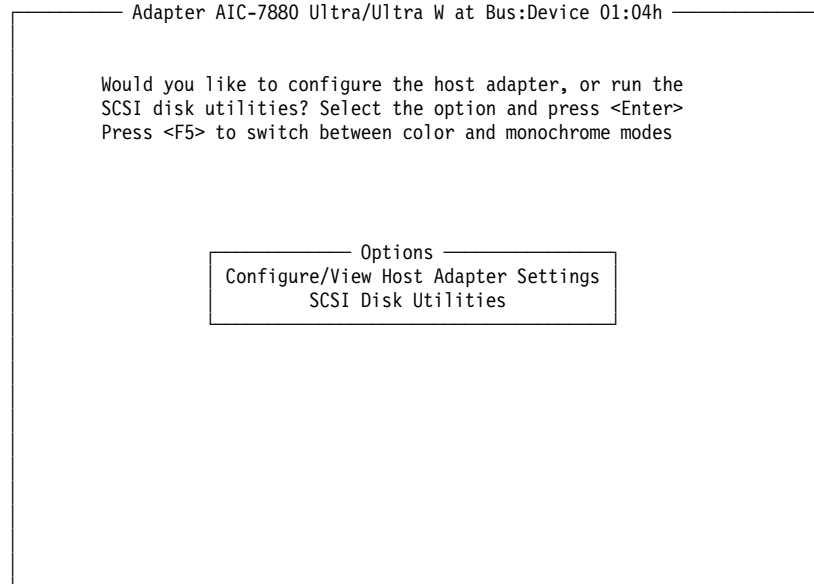 Adapter AIC-7880 Ultra/Ultra W at Bus:Device 01:04h
Would you like to configure the host adapter, or run the
SCSI disk utilities? Select the option and press <Enter>
Press <F5> to switch between color and monochrome modes
Options
Configure/View Host Adapter Settings
SCSI Disk Utilities